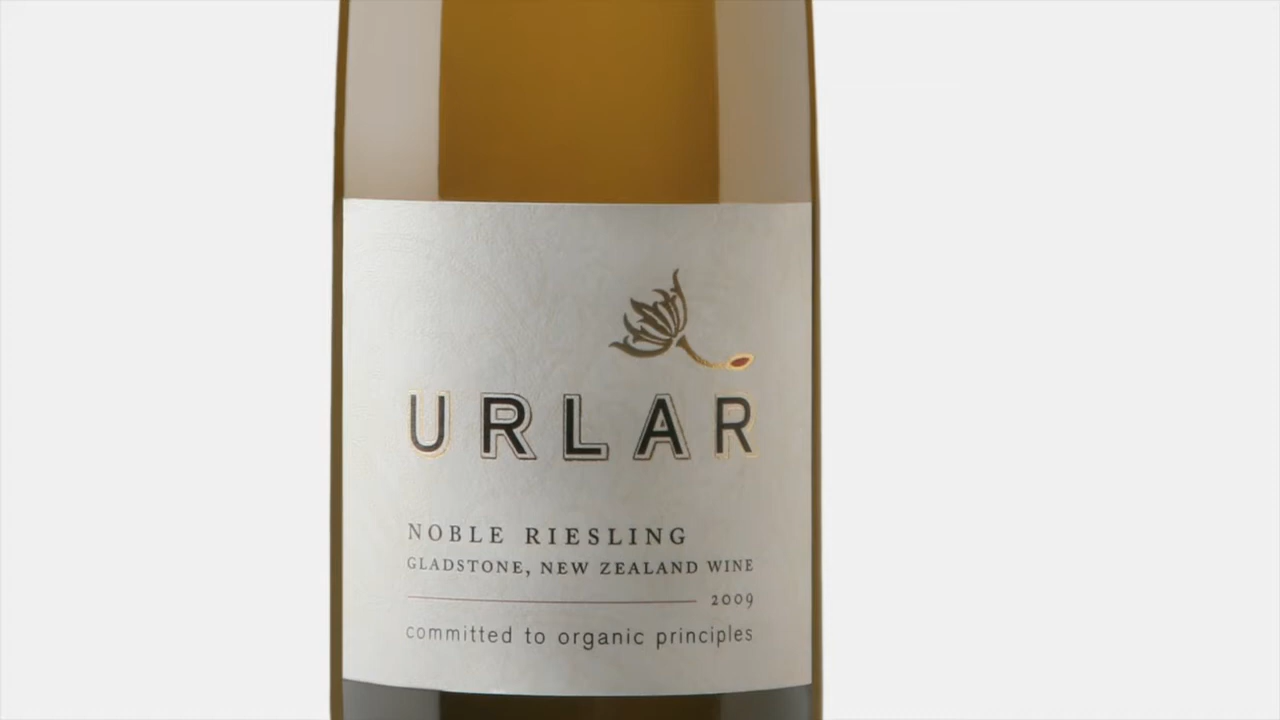 URLAR
NOBLE RIESLING
GLADSTONE, NEW ZEALAND WINE
2009
committed to organic principles